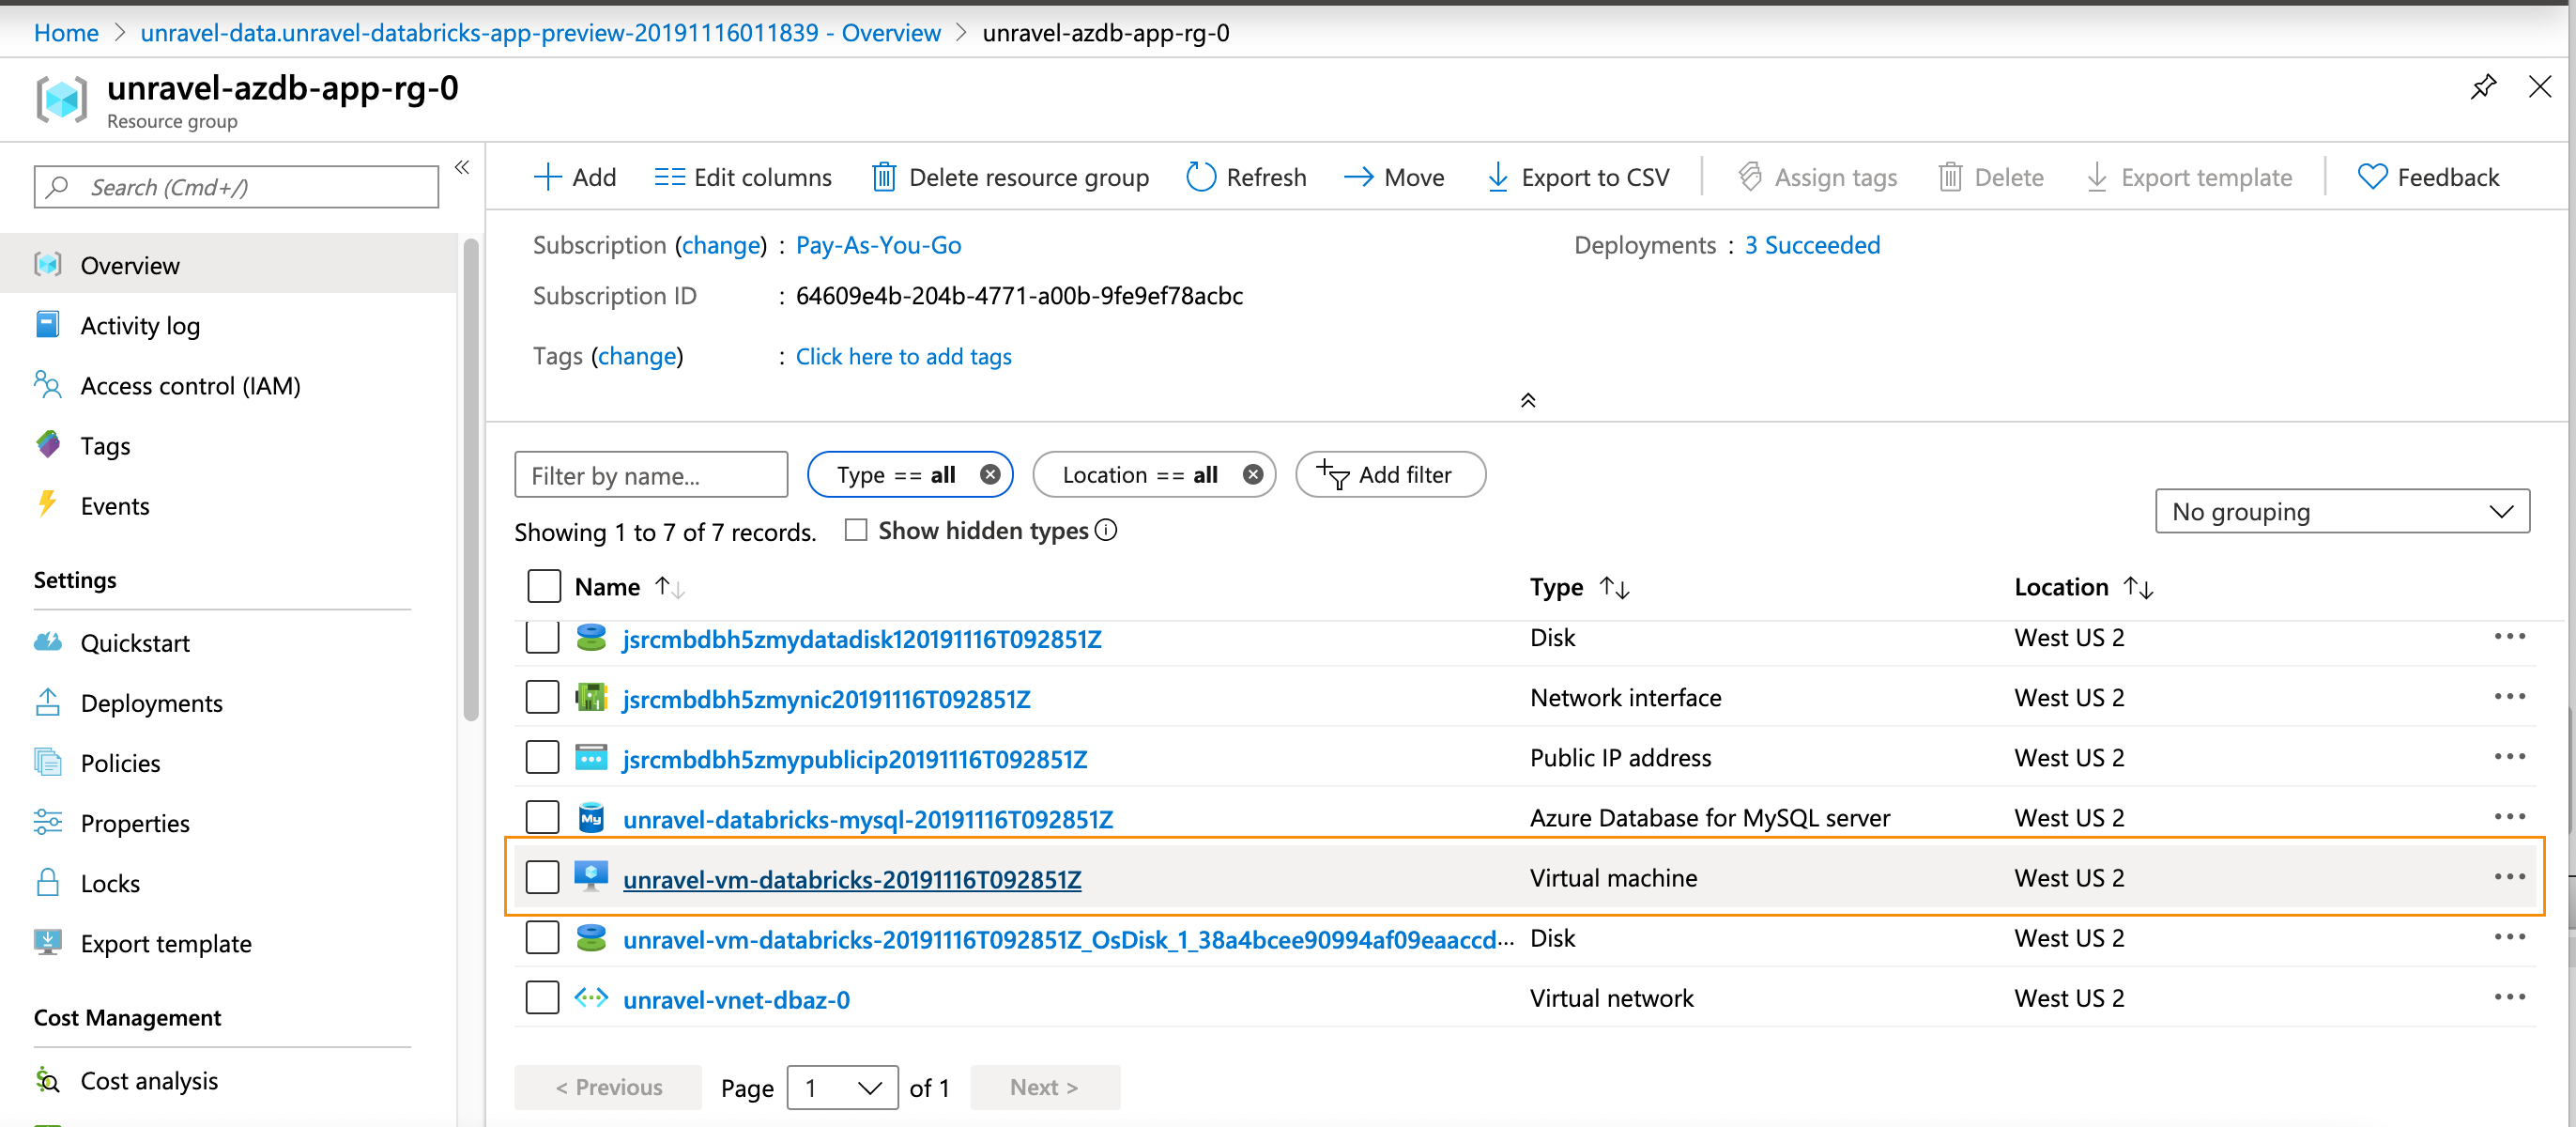 Home > unravel-data.unravel-databricks-app-preview-20191116011839 - Overview > unravel-azdb-app-rg-0
unravel-azdb-app-rg-0
Resource group
Search (Cmd+/)
«
Overview
Activity log
Access control (IAM)
Tags
Events
Settings
Quickstart
Deployments
Policies
Properties
Locks
Export template
Cost Management
Cost analysis
Add Edit columns Delete resource group Refresh Move Export to CSV Assign tags Delete Export template Feedback
Subscription (change) : Pay-As-You-Go Deployments : 3 Succeeded
Subscription ID : 64609e4b-204b-4771-a00b-9fe9ef78acbc
Tags (change) : Click here to add tags
Filter by name... Type == all Location == all Add filter
No grouping
Showing 1 to 7 of 7 records. Show hidden types
Name ↑↓ Type ↑↓ Location ↑↓
jsrcmbdbh5zmydatadisk120191116T092851Z Disk West US 2 ...
jsrcmbdbh5zmynic20191116T092851Z Network interface West US 2 ...
jsrcmbdbh5zmypublicip20191116T092851Z Public IP address West US 2 ...
My unravel-databricks-mysql-20191116T092851Z Azure Database for MySQL server West US 2 ...
unravel-vm-databricks-20191116T092851Z Virtual machine West US 2 ...
unravel-vm-databricks-20191116T092851Z_OsDisk_1_38a4bcee90994af09eaaccd... Disk West US 2 ...
unravel-vnet-dbaz-0 Virtual network West US 2 ...
< Previous Page 1 of 1 Next >